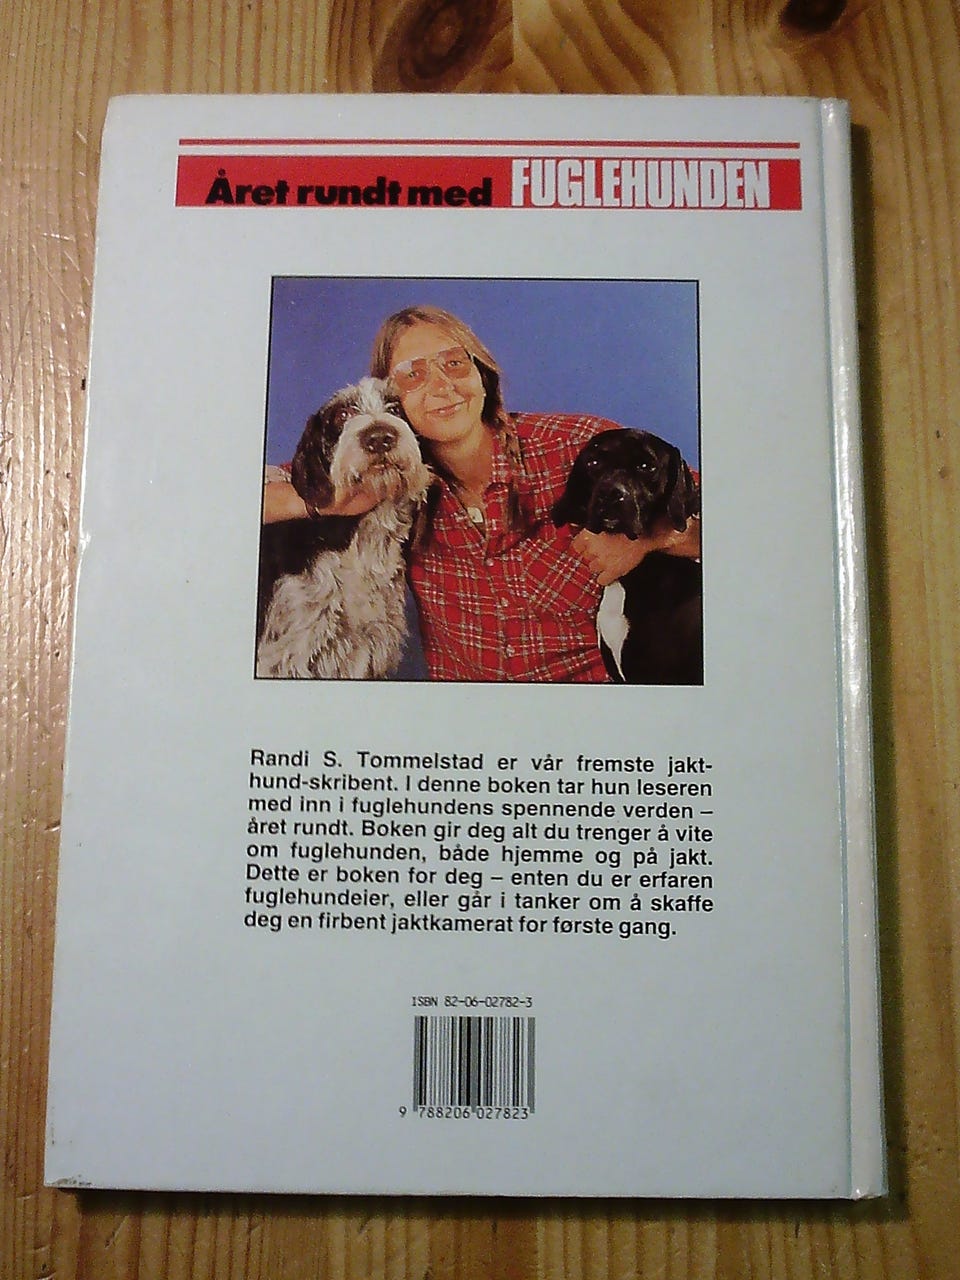 Året rundt med FUGLEHUNDEN
Randi S. Tommelstad er vår fremste jakt-
hund-skribent. I denne boken tar hun leseren
med inn i fuglehundens spennende verden –
året rundt. Boken gir deg alt du trenger å vite
om fuglehunden, både hjemme og på jakt.
Dette er boken for deg – enten du er erfaren
fuglehundeier, eller går i tanker om å skaffe
deg en firbent jaktkamerat for første gang.
ISBN 82-06-02782-3
9 788206 027823